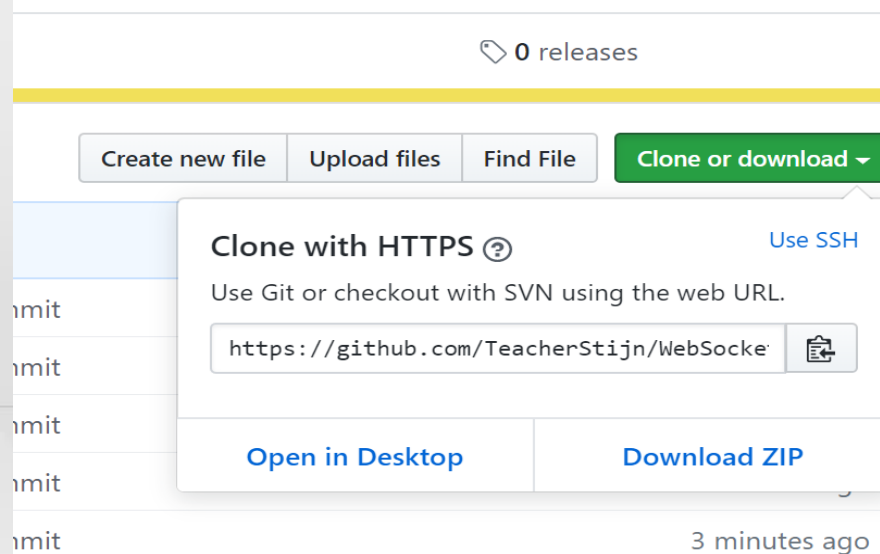 0 releases
Create new file Upload files Find File Clone or download
Clone with HTTPS
Use SSH
Use Git or checkout with SVN using the web URL.
https://github.com/TeacherStijn/WebSocke
Open in Desktop Download ZIP
mit
mit
mit
mit
mit 3 minutes ago